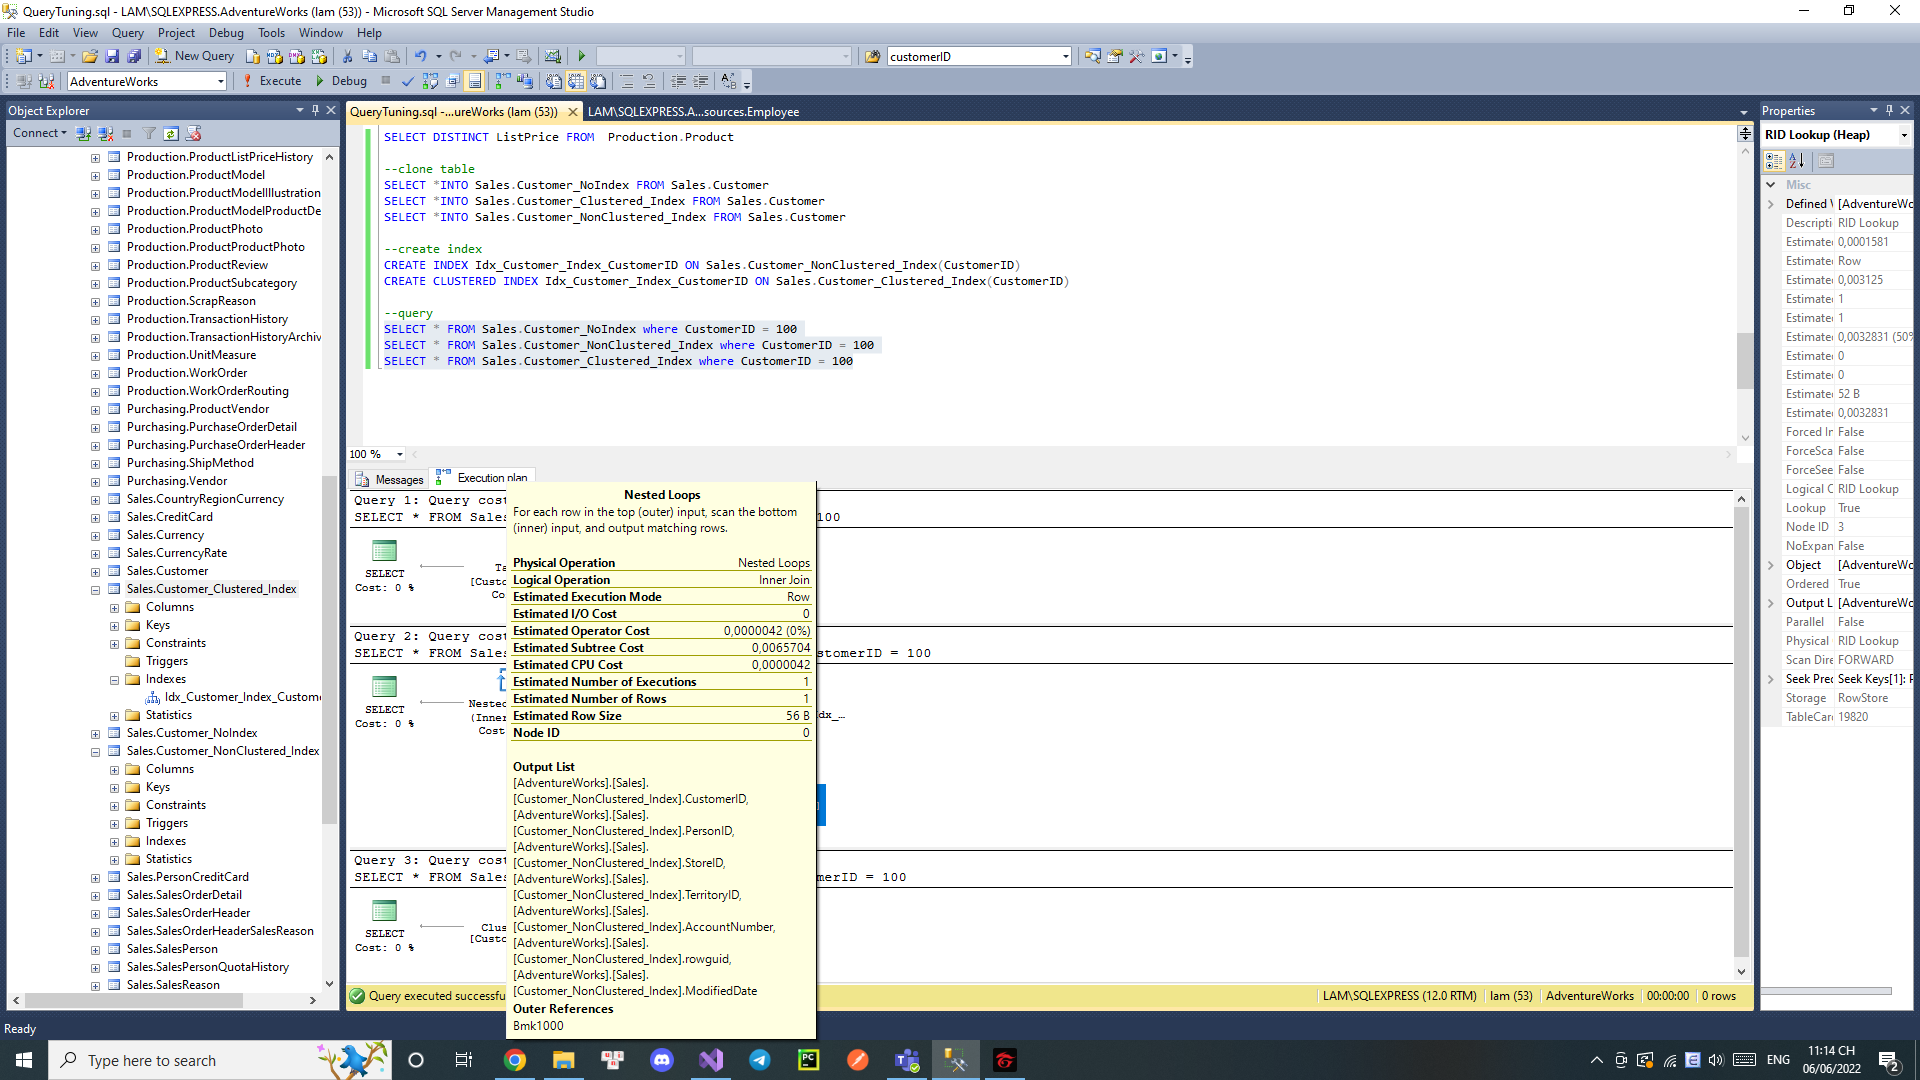 QueryTuning.sql - LAM\SQLEXPRESS.AdventureWorks (lam (53)) - Microsoft SQL Server Management Studio
File Edit View Query Project Debug Tools Window Help
New Query customerID
AdventureWorks Execute Debug
Object Explorer
Connect
Production.ProductListPriceHistory
Production.ProductModel
Production.ProductModelIllustration
Production.ProductModelProductDe
Production.ProductPhoto
Production.ProductProductPhoto
Production.ProductReview
Production.ProductSubcategory
Production.ScrapReason
Production.TransactionHistory
Production.TransactionHistoryArchiv
Production.UnitMeasure
Production.WorkOrder
Production.WorkOrderRouting
Purchasing.ProductVendor
Purchasing.PurchaseOrderDetail
Purchasing.PurchaseOrderHeader
Purchasing.ShipMethod
Purchasing.Vendor
Sales.CountryRegionCurrency
Sales.CreditCard
Sales.Currency
Sales.CurrencyRate
Sales.Customer
Sales.Customer_Clustered_Index
Columns
Keys
Constraints
Triggers
Indexes
Idx_Customer_Index_Custome
Statistics
Sales.Customer_NoIndex
Sales.Customer_NonClustered_Index
Columns
Keys
Constraints
Triggers
Indexes
Statistics
Sales.PersonCreditCard
Sales.SalesOrderDetail
Sales.SalesOrderHeader
Sales.SalesOrderHeaderSalesReason
Sales.SalesPerson
Sales.SalesPersonQuotaHistory
Sales.SalesReason
QueryTuning.sql -...ureWorks (lam (53)) LAM\SQLEXPRESS.A...sources.Employee
SELECT DISTINCT ListPrice FROM Production.Product
--clone table
SELECT *INTO Sales.Customer_NoIndex FROM Sales.Customer
SELECT *INTO Sales.Customer_Clustered_Index FROM Sales.Customer
SELECT *INTO Sales.Customer_NonClustered_Index FROM Sales.Customer
--create index
CREATE INDEX Idx_Customer_Index_CustomerID ON Sales.Customer_NonClustered_Index(CustomerID)
CREATE CLUSTERED INDEX Idx_Customer_Index_CustomerID ON Sales.Customer_Clustered_Index(CustomerID)
--query
SELECT * FROM Sales.Customer_NoIndex where CustomerID = 100
SELECT * FROM Sales.Customer_NonClustered_Index where CustomerID = 100
SELECT * FROM Sales.Customer_Clustered_Index where CustomerID = 100
100 %
Messages Execution plan
Query 1: Query cost
SELECT * FROM Sales 100
SELECT
Cost: 0 %
Ta
[Custo
Co
Query 2: Query cost
SELECT * FROM Sales stomerID = 100
SELECT
Cost: 0 %
Nested
(Inner
Cost
Idx_…
Query 3: Query cost
SELECT * FROM Sales merID = 100
SELECT
Cost: 0 %
Clus
[Custo
Nested Loops
For each row in the top (outer) input, scan the bottom
(inner) input, and output matching rows.
Physical Operation Nested Loops
Logical Operation Inner Join
Estimated Execution Mode Row
Estimated I/O Cost 0
Estimated Operator Cost 0,0000042 (0%)
Estimated Subtree Cost 0,0065704
Estimated CPU Cost 0,0000042
Estimated Number of Executions 1
Estimated Number of Rows 1
Estimated Row Size 56 B
Node ID 0
Output List
[AdventureWorks].[Sales].
[Customer_NonClustered_Index].CustomerID,
[AdventureWorks].[Sales].
[Customer_NonClustered_Index].PersonID,
[AdventureWorks].[Sales].
[Customer_NonClustered_Index].StoreID,
[AdventureWorks].[Sales].
[Customer_NonClustered_Index].TerritoryID,
[AdventureWorks].[Sales].
[Customer_NonClustered_Index].AccountNumber,
[AdventureWorks].[Sales].
[Customer_NonClustered_Index].rowguid,
[AdventureWorks].[Sales].
[Customer_NonClustered_Index].ModifiedDate
Outer References
Bmk1000
Query executed successfu LAM\SQLEXPRESS (12.0 RTM) lam (53) AdventureWorks 00:00:00 0 rows
Properties
RID Lookup (Heap)
Misc
Defined [AdventureWo
Descripti RID Lookup
Estimate 0,0001581
Estimate Row
Estimate 0,003125
Estimate 1
Estimate 1
Estimate 0,0032831 (50%
Estimate 0
Estimate 0
Estimate 52 B
Estimate 0,0032831
Forced In False
ForceSca False
ForceSee False
Logical O RID Lookup
Lookup True
Node ID 3
NoExpan False
Object [AdventureWo
Ordered True
Output L [AdventureWo
Parallel False
Physical RID Lookup
Scan Dire FORWARD
Seek Prec Seek Keys[1]: P
Storage RowStore
TableCar 19820
Ready
Type here to search
ENG
11:14 CH
06/06/2022
2